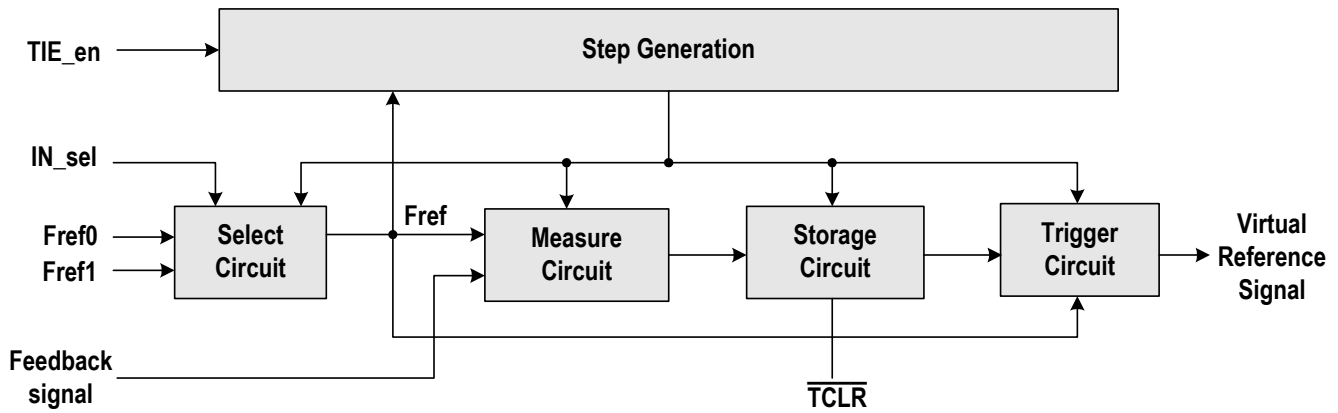 TIE_en
Step Generation
IN_sel
Fref0
Fref1
Select
Circuit
Fref
Measure
Circuit
Storage
Circuit
Trigger
Circuit
Virtual
Reference
Signal
Feedback
signal
T̅C̅L̅R̅